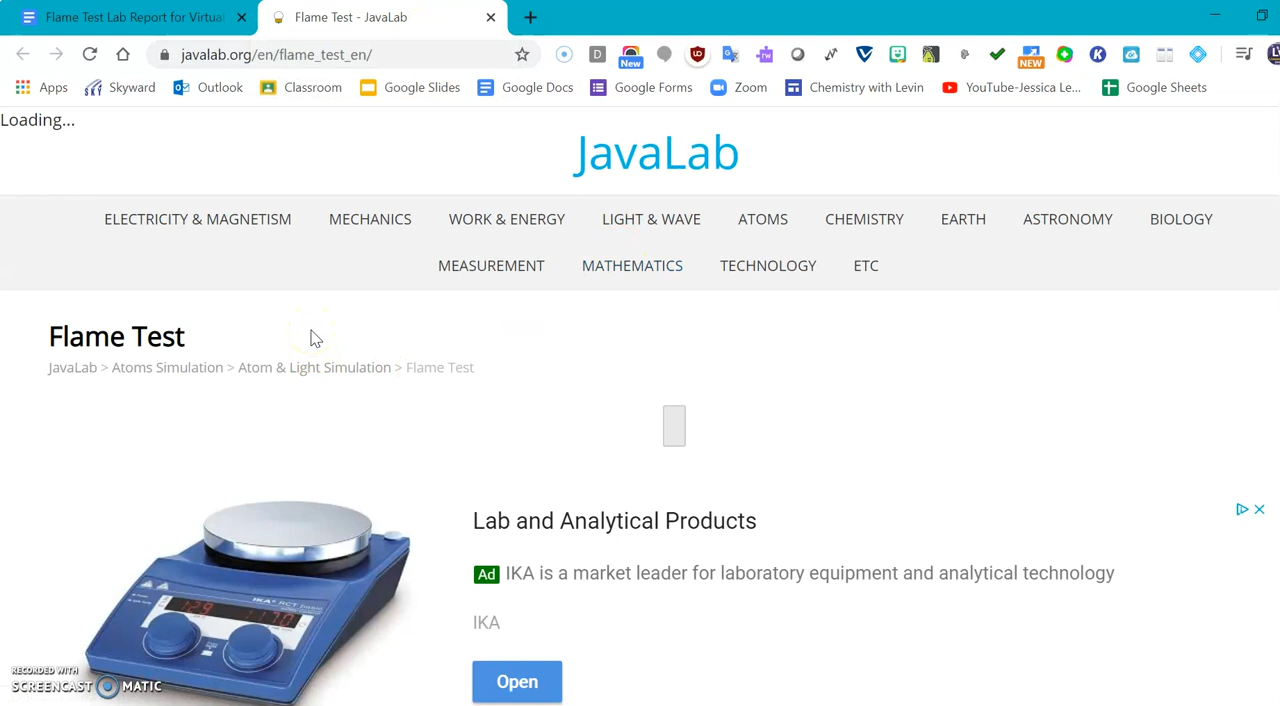 Flame Test Lab Report for Virtual
Flame Test - JavaLab
javalab.org/en/flame_test_en/
New
NEW
Apps
Skyward
Outlook
Classroom
Google Slides
Google Docs
Google Forms
Zoom
Chemistry with Levin
YouTube-Jessica Le...
Google Sheets
Loading...
JavaLab
ELECTRICITY & MAGNETISM
MECHANICS
WORK & ENERGY
LIGHT & WAVE
ATOMS
CHEMISTRY
EARTH
ASTRONOMY
BIOLOGY
MEASUREMENT
MATHEMATICS
TECHNOLOGY
ETC
Flame Test
JavaLab > Atoms Simulation > Atom & Light Simulation > Flame Test
Lab and Analytical Products
Ad IKA is a market leader for laboratory equipment and analytical technology
IKA
Open
RECORDED WITH
SCREENCAST MATIC